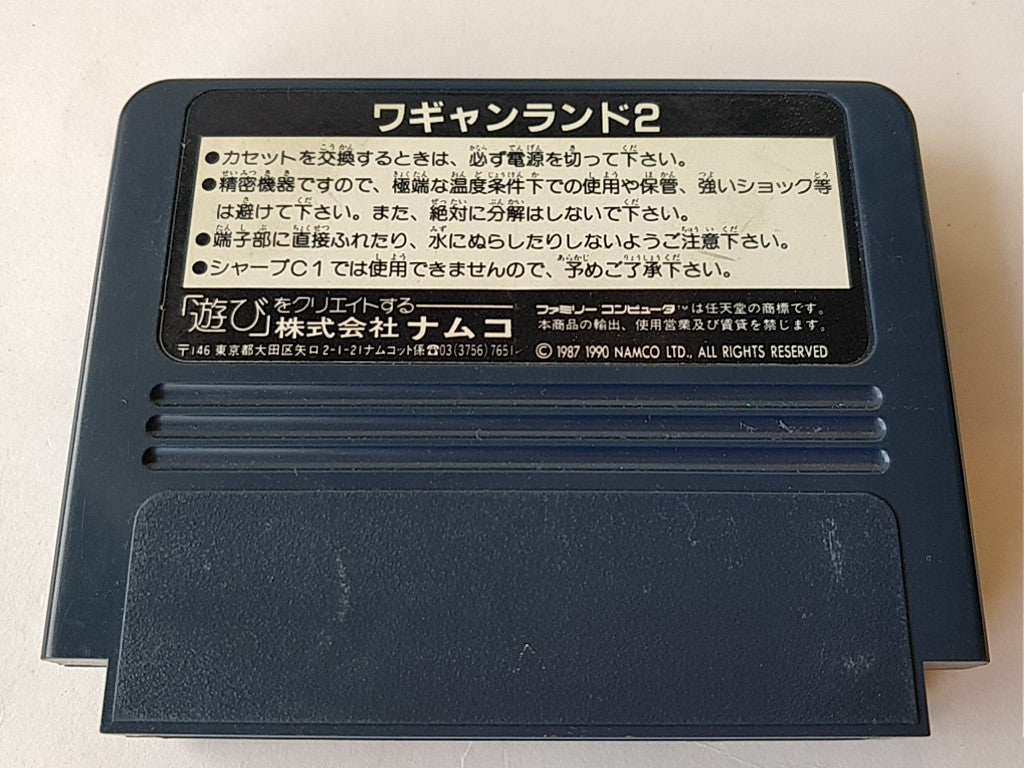 ワギャンランド2
●カセットを交換するときは、必ず電源を切って下さい。
●精密機器ですので、極端な温度条件下での使用や保管、強いショック等
は避けて下さい。また、絶対に分解はしないで下さい。
●端子部に直接ふれたり、水にぬらしたりしないようご注意下さい。
●シャープC1では使用できませんので、予めご了承下さい。
「遊び」をクリエイトする
株式会社 ナムコ
〒146 東京都大田区矢口2-1-21ナムコット係☎03(3756)7651
ファミリーコンピュータ™は任天堂の商標です。
本商品の輸出、使用営業及び賃貸を禁じます。
© 1987 1990 NAMCO LTD., ALL RIGHTS RESERVED